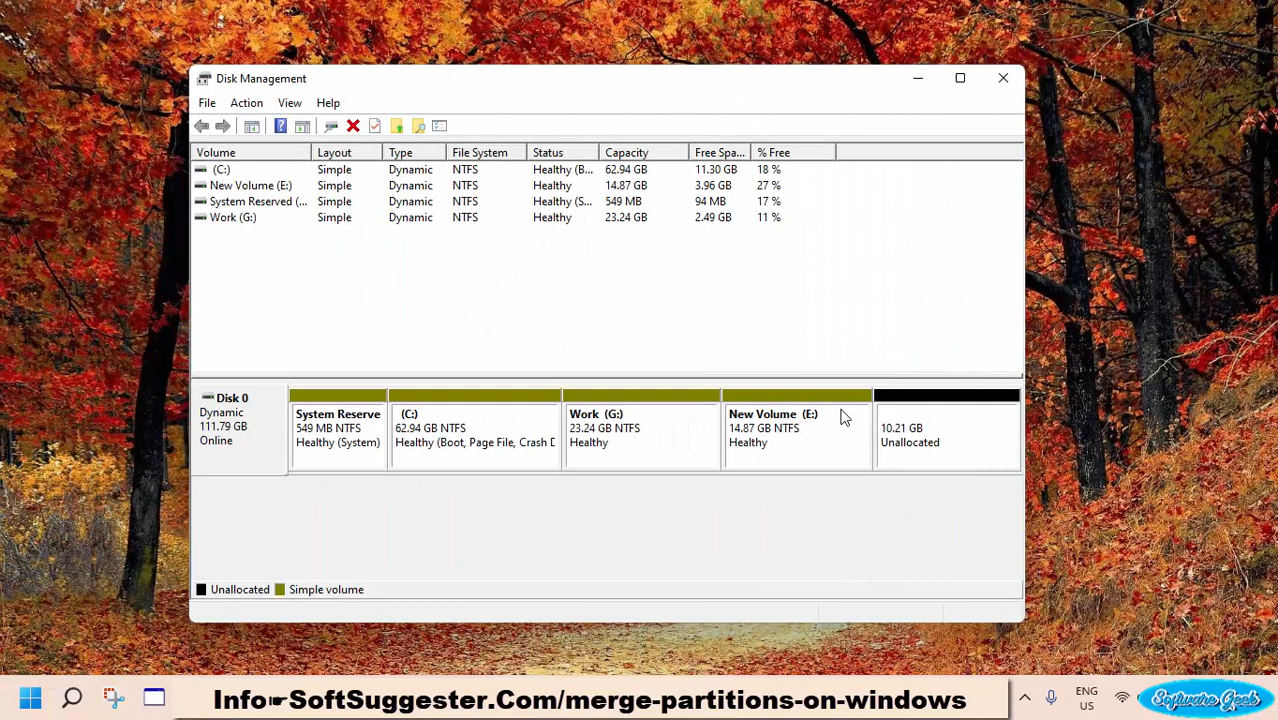 Disk Management
File Action View Help
Volume Layout Type File System Status Capacity Free Spa... % Free
(C:) Simple Dynamic NTFS Healthy (B... 62.94 GB 11.30 GB 18 %
New Volume (E:) Simple Dynamic NTFS Healthy 14.87 GB 3.96 GB 27 %
System Reserved (... Simple Dynamic NTFS Healthy (S... 549 MB 94 MB 17 %
Work (G:) Simple Dynamic NTFS Healthy 23.24 GB 2.49 GB 11 %
Disk 0
Dynamic
111.79 GB
Online
System Reserve
549 MB NTFS
Healthy (System)
(C:)
62.94 GB NTFS
Healthy (Boot, Page File, Crash D
Work (G:)
23.24 GB NTFS
Healthy
New Volume (E:)
14.87 GB NTFS
Healthy
10.21 GB
Unallocated
Unallocated Simple volume
Info☛SoftSuggester.Com/merge-partitions-on-windows
ENG
US
Software Geek